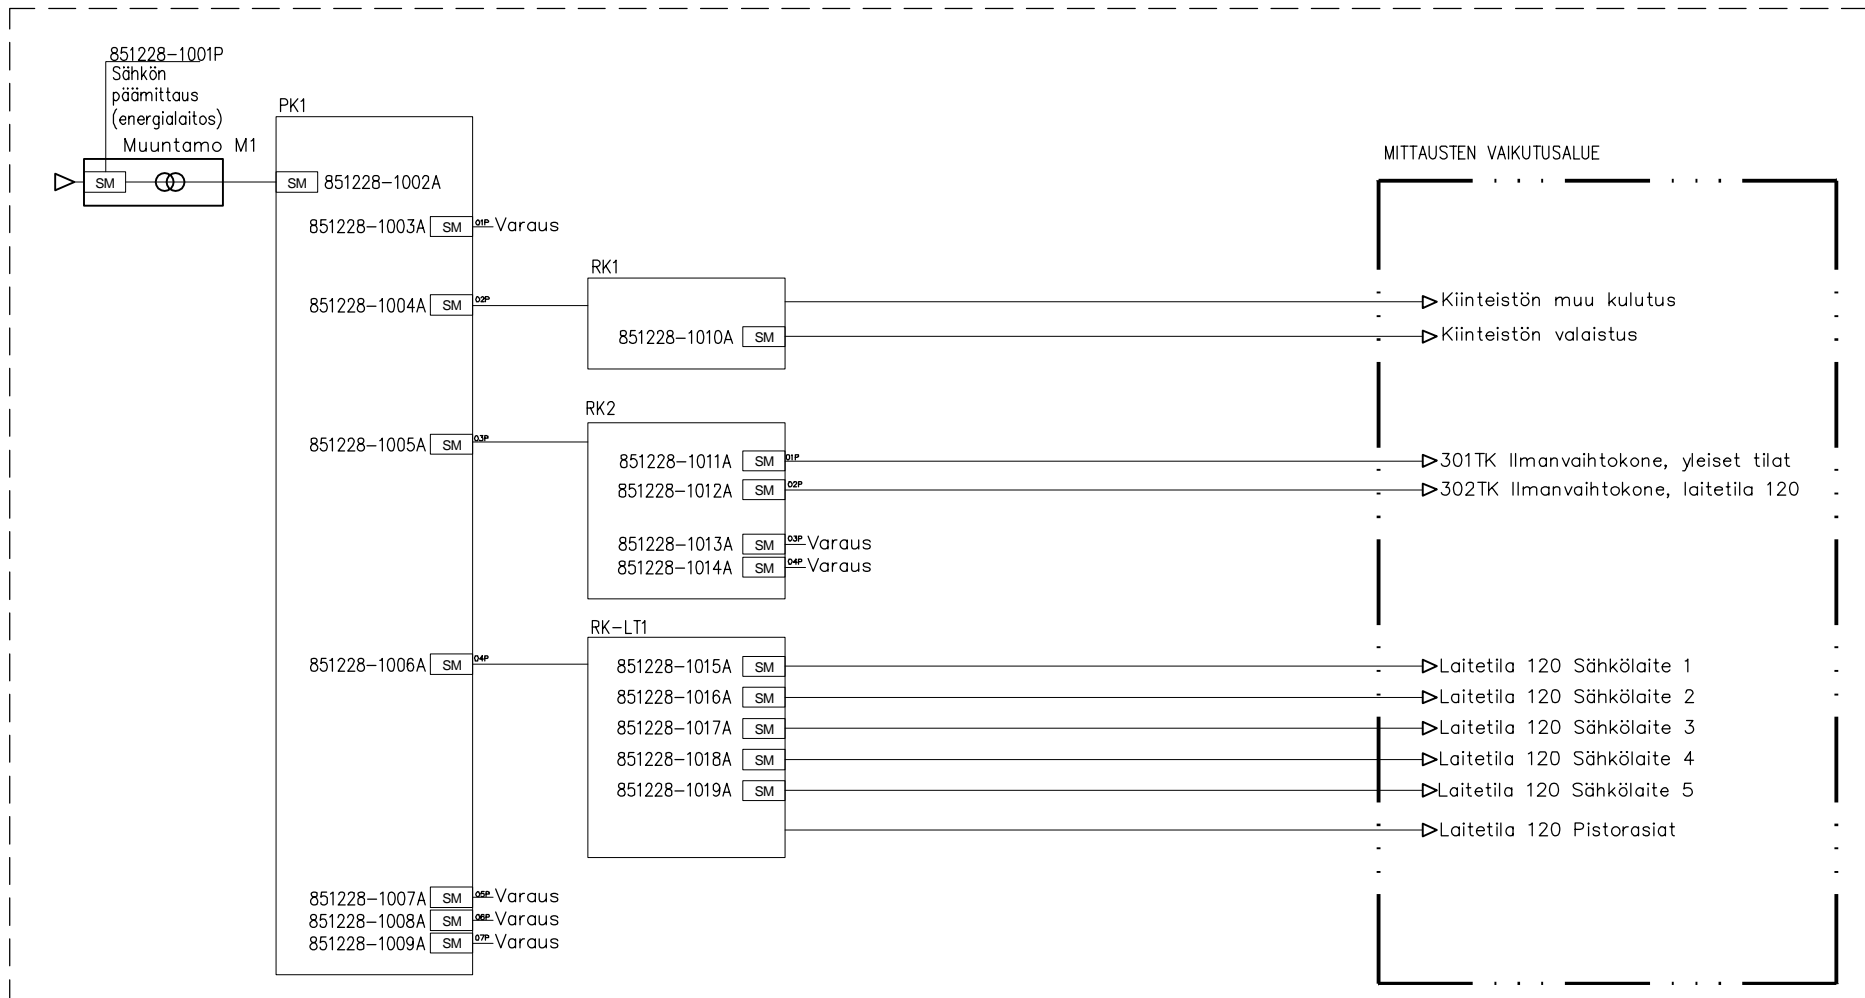 851228-1001P
Sähkön
päämittaus
(energialaitos)
Muuntamo M1
SM
PK1
SM 851228-1002A
851228-1003A SM 01P Varaus
851228-1004A SM 02P
851228-1005A SM 03P
851228-1006A SM 04P
851228-1007A SM 05P Varaus
851228-1008A SM 06P Varaus
851228-1009A SM 07P Varaus
RK1
851228-1010A SM
RK2
851228-1011A SM 01P
851228-1012A SM 02P
851228-1013A SM 03P Varaus
851228-1014A SM 04P Varaus
RK-LT1
851228-1015A SM
851228-1016A SM
851228-1017A SM
851228-1018A SM
851228-1019A SM
MITTAUSTEN VAIKUTUSALUE
Kiinteistön muu kulutus
Kiinteistön valaistus
301TK Ilmanvaihtokone, yleiset tilat
302TK Ilmanvaihtokone, laitetila 120
Laitetila 120 Sähkölaite 1
Laitetila 120 Sähkölaite 2
Laitetila 120 Sähkölaite 3
Laitetila 120 Sähkölaite 4
Laitetila 120 Sähkölaite 5
Laitetila 120 Pistorasiat